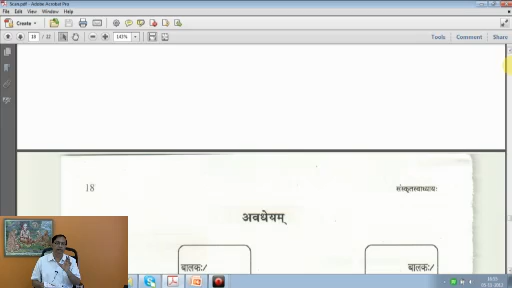 Scan.pdf - Adobe Acrobat Pro
File Edit View Window Help
Create
18 / 22
143%
Tools Comment Share
18
संस्कृतस्वाध्यायः
अवधेयम्
बालकः/ बालकः/